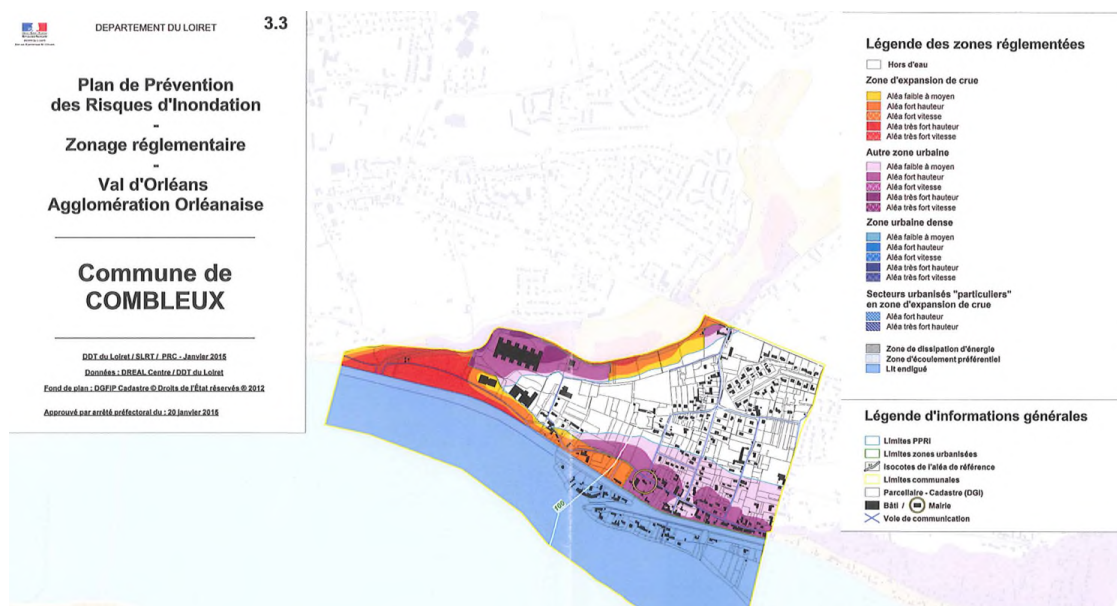 DEPARTEMENT DU LOIRET
3.3
Plan de Prévention
des Risques d'Inondation
-
Zonage réglementaire
-
Val d'Orléans
Agglomération Orléanaise
Commune de
COMBLEUX
DDT du Loiret / SLRT / PRC - Janvier 2015
Données : DREAL Centre / DDT du Loiret
Fond de plan : DGFIP Cadastre © Droits de l'État réservés © 2012
Approuvé par arrêté préfectoral du : 20 janvier 2015
100
Légende des zones réglementées
Hors d'eau
Zone d'expansion de crue
Aléa faible à moyen
Aléa fort hauteur
Aléa fort vitesse
Aléa très fort hauteur
Aléa très fort vitesse
Autre zone urbaine
Aléa faible à moyen
Aléa fort hauteur
Aléa fort vitesse
Aléa très fort hauteur
Aléa très fort vitesse
Zone urbaine dense
Aléa faible à moyen
Aléa fort hauteur
Aléa fort vitesse
Aléa très fort hauteur
Aléa très fort vitesse
Secteurs urbanisés "particuliers"
en zone d'expansion de crue
Aléa fort hauteur
Aléa très fort hauteur
Zone de dissipation d'énergie
Zone d'écoulement préférentiel
Lit endigué
Légende d'informations générales
Limites PPRI
Limites zones urbanisées
Isocotes de l'aléa de référence
Limites communales
Parcellaire - Cadastre (DGI)
Bâti / Mairie
Voie de communication